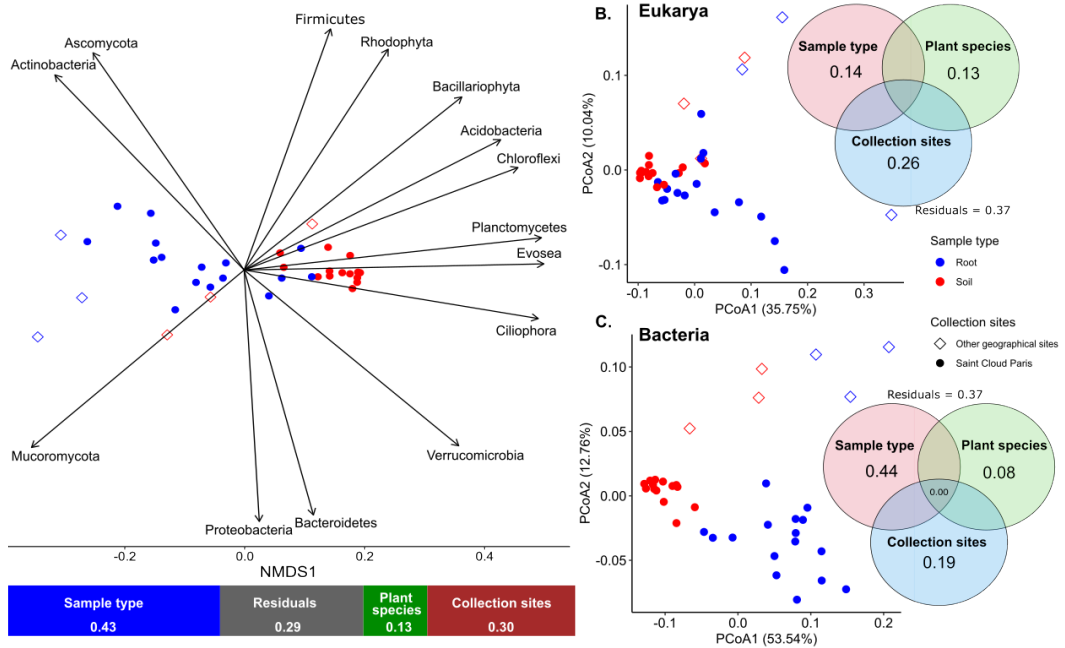 Firmicutes
Ascomycota
Rhodophyta
Actinobacteria
Bacillariophyta
Acidobacteria
Chloroflexi
Planctomycetes
Evosea
Ciliophora
Mucoromycota
Verrucomicrobia
Proteobacteria
Bacteroidetes
-0.2
0.0
0.2
0.4
NMDS1
Sample type
0.43
Residuals
0.29
Plant
species
0.13
Collection sites
0.30
B.
Eukarya
0.1
0.0
-0.1
PCoA2 (10.04%)
-0.1
0.0
0.1
0.2
0.3
PCoA1 (35.75%)
Sample type
0.14
Plant species
0.13
Collection sites
0.26
Residuals = 0.37
Sample type
Root
Soil
Collection sites
Other geographical sites
Saint Cloud Paris
C.
Bacteria
0.10
0.05
0.00
-0.05
PCoA2 (12.76%)
-0.1
0.0
0.1
0.2
PCoA1 (53.54%)
Residuals = 0.37
Sample type
0.44
Plant species
0.08
0.00
Collection sites
0.19